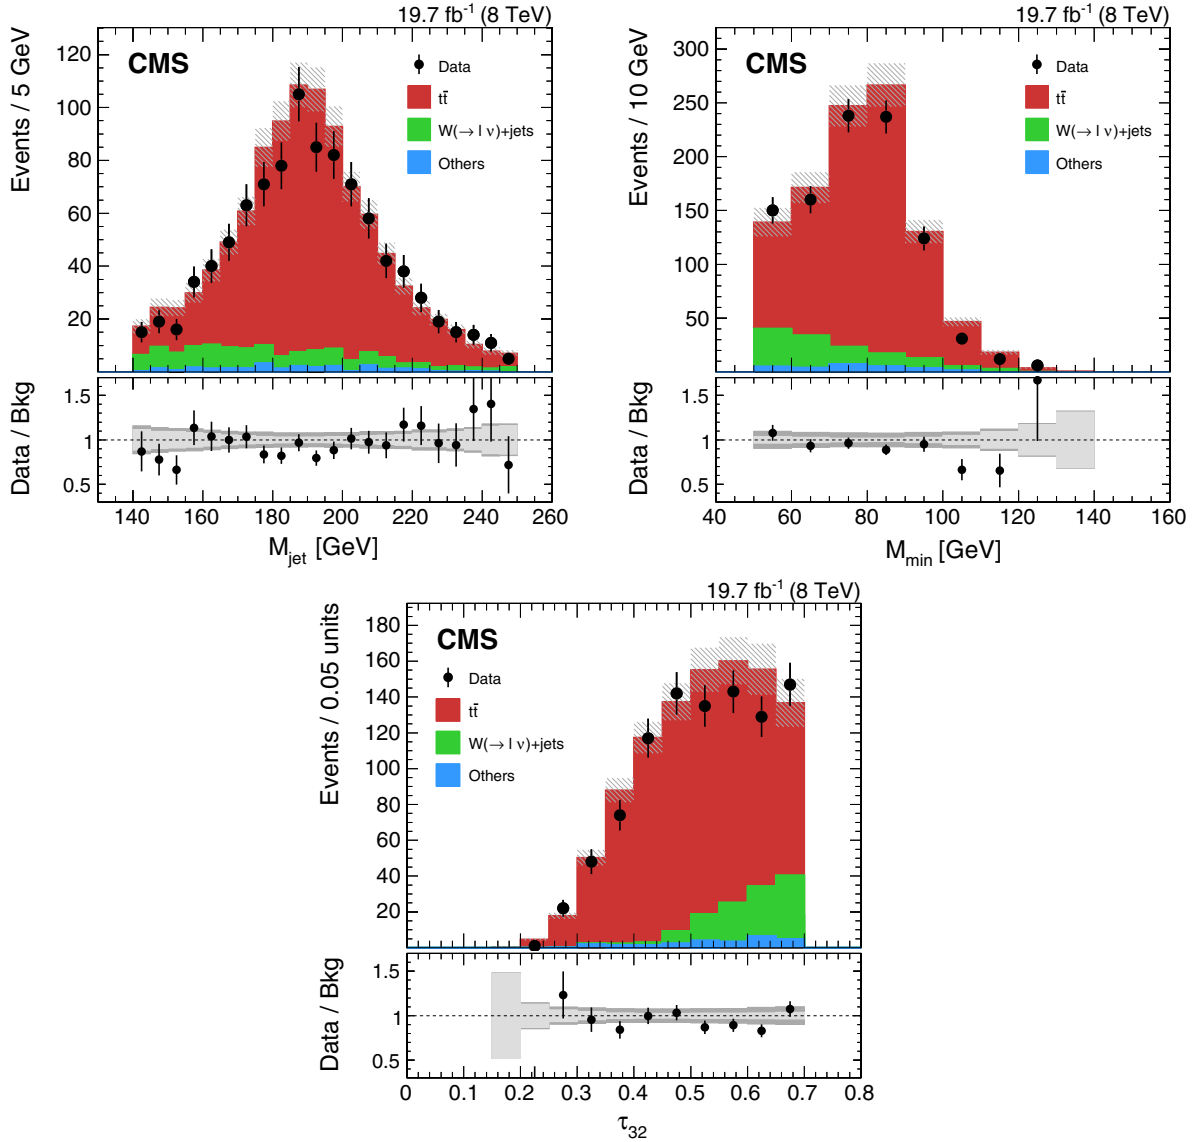 19.7 fb⁻¹ (8 TeV)
Events / 5 GeV
CMS
Data
tt̄
W(→ l ν)+jets
Others
120
100
80
60
40
20
Data / Bkg
1.5
1
0.5
140 160 180 200 220 240 260
M_jet [GeV]
19.7 fb⁻¹ (8 TeV)
Events / 10 GeV
CMS
Data
tt̄
W(→ l ν)+jets
Others
300
250
200
150
100
50
Data / Bkg
1.5
1
0.5
40 60 80 100 120 140 160
M_min [GeV]
19.7 fb⁻¹ (8 TeV)
Events / 0.05 units
CMS
Data
tt̄
W(→ l ν)+jets
Others
180
160
140
120
100
80
60
40
20
Data / Bkg
1.5
1
0.5
0 0.1 0.2 0.3 0.4 0.5 0.6 0.7 0.8
τ₃₂